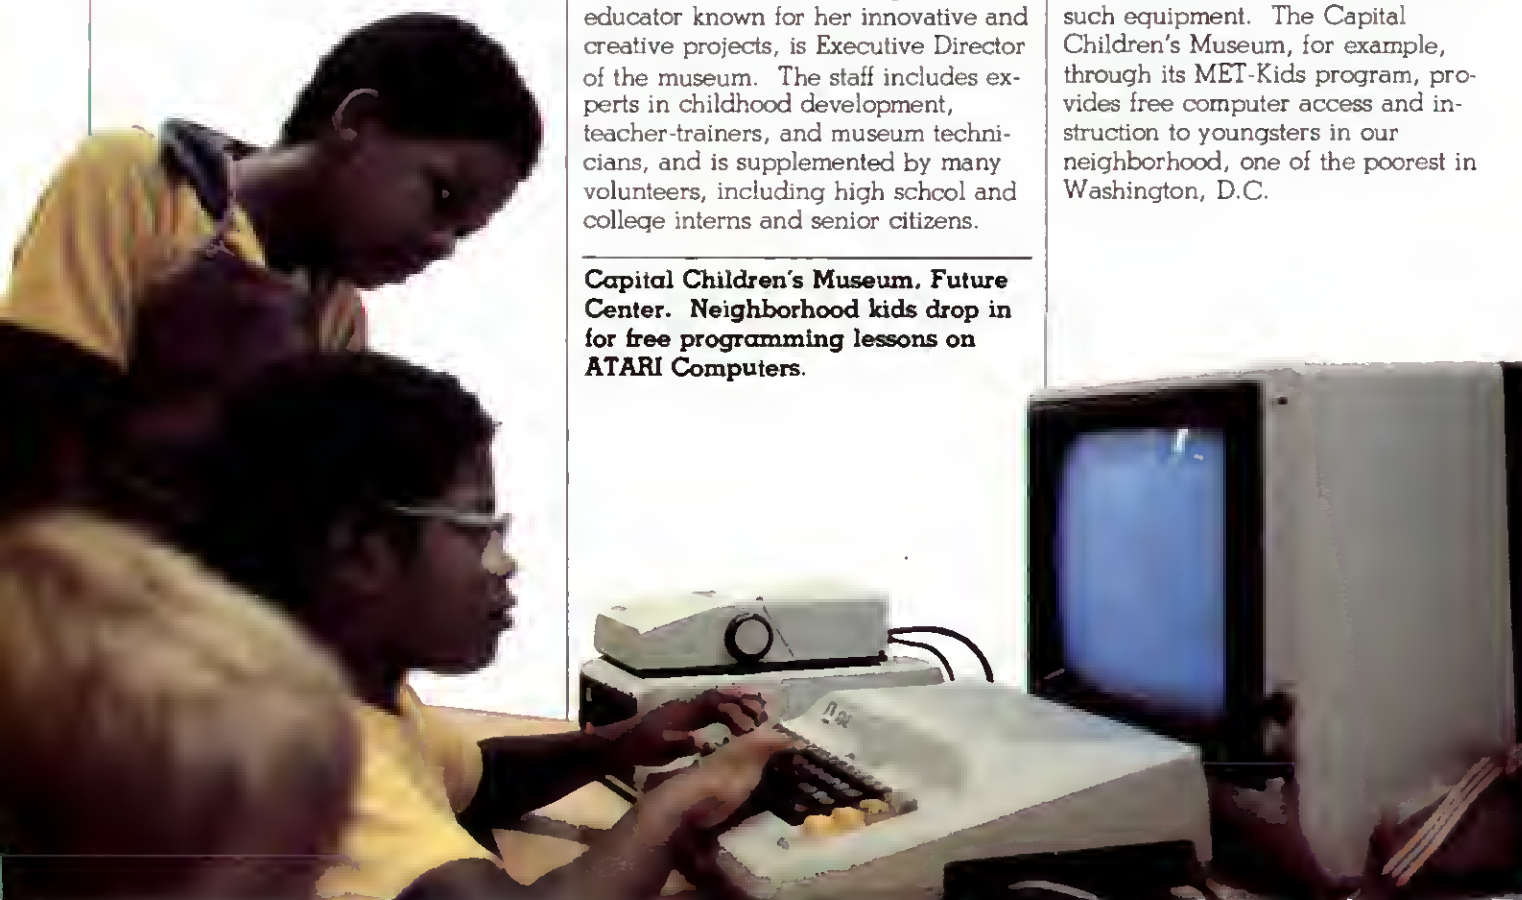 educator known for her innovative and
creative projects, is Executive Director
of the museum. The staff includes ex-
perts in childhood development,
teacher-trainers, and museum techni-
cians, and is supplemented by many
volunteers, including high school and
college interns and senior citizens.
Capital Children's Museum, Future
Center. Neighborhood kids drop in
for free programming lessons on
ATARI Computers.
such equipment. The Capital
Children's Museum, for example,
through its MET-Kids program, pro-
vides free computer access and in-
struction to youngsters in our
neighborhood, one of the poorest in
Washington, D.C.